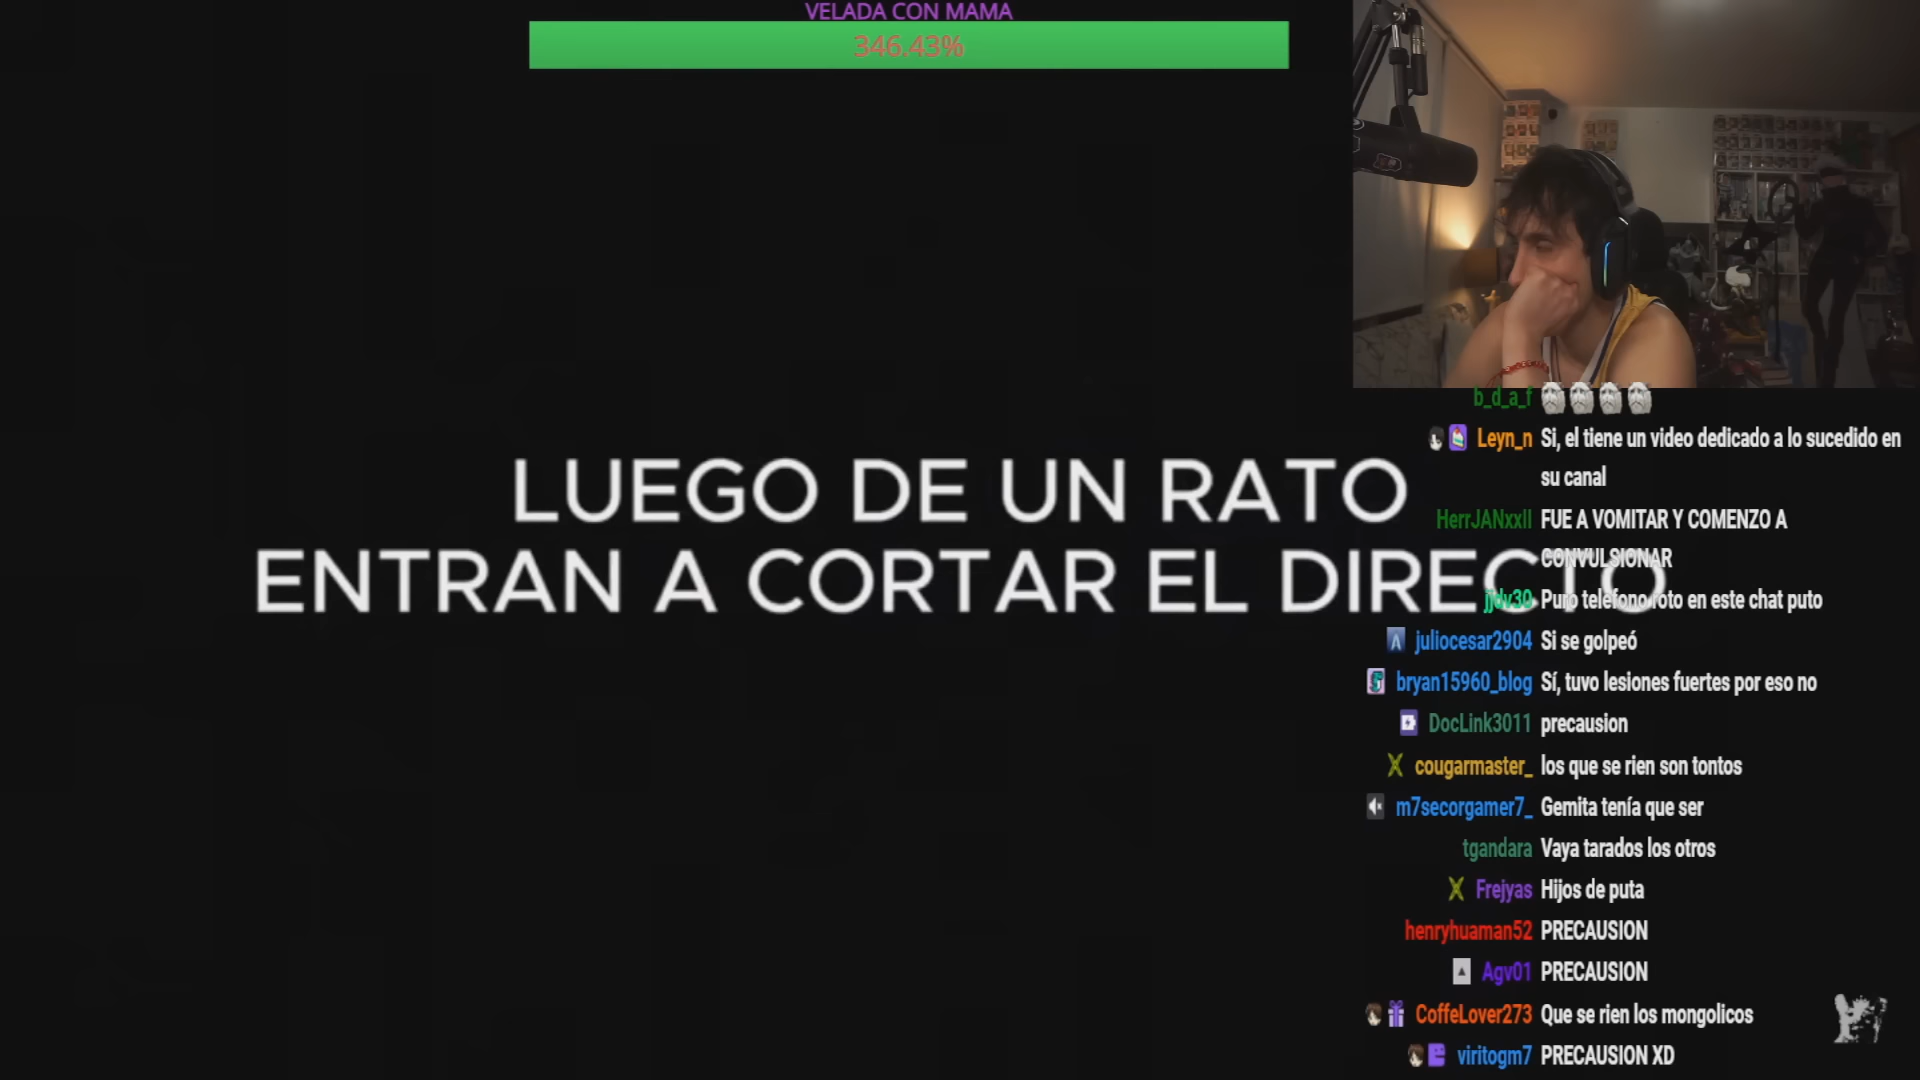 VELADA CON MAMA
346.43%
LUEGO DE UN RATO
ENTRAN A CORTAR EL DIRECTO
b_d_a_f
Leyn_n Si, el tiene un video dedicado a lo sucedido en
su canal
HerrJANxxll FUE A VOMITAR Y COMENZO A
CONVULSIONAR
jjdv30 Puro teléfono roto en este chat puto
juliocesar2904 Si se golpeó
bryan15960_blog Sí, tuvo lesiones fuertes por eso no
DocLink3011 precausion
cougarmaster_ los que se rien son tontos
m7secorgamer7_ Gemita tenía que ser
tgandara Vaya tarados los otros
Frejyas Hijos de puta
henryhuaman52 PRECAUSION
Agv01 PRECAUSION
CoffeLover273 Que se rien los mongolicos
viritogm7 PRECAUSION XD